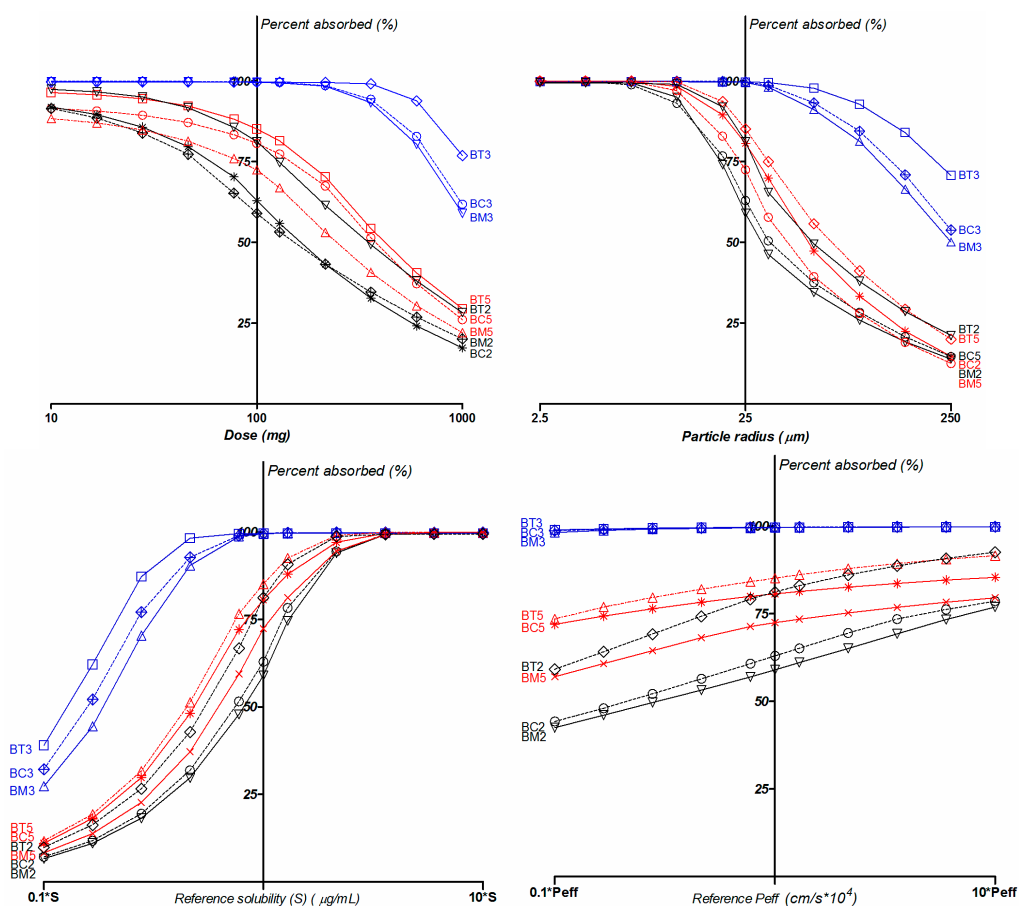 Percent absorbed (%)
100
75
50
25
BT3
BC3
BM3
BT5
BT2
BC5
BM5
BM2
BC2
10
100
1000
Dose (mg)
Percent absorbed (%)
100
75
50
25
BT3
BC3
BM3
BT2
BT5
BC5
BC2
BM2
BM5
2.5
25
250
Particle radius ( μm)
Percent absorbed (%)
100
75
50
25
BT3
BC3
BM3
BT5
BC5
BT2
BM5
BC2
BM2
0.1*S
10*S
Reference solubility (S) ( μg/mL)
Percent absorbed (%)
100
75
50
25
BT3
BC3
BM3
BT5
BC5
BT2
BM5
BC2
BM2
0.1*Peff
10*Peff
Reference Peff (cm/s*10⁴)